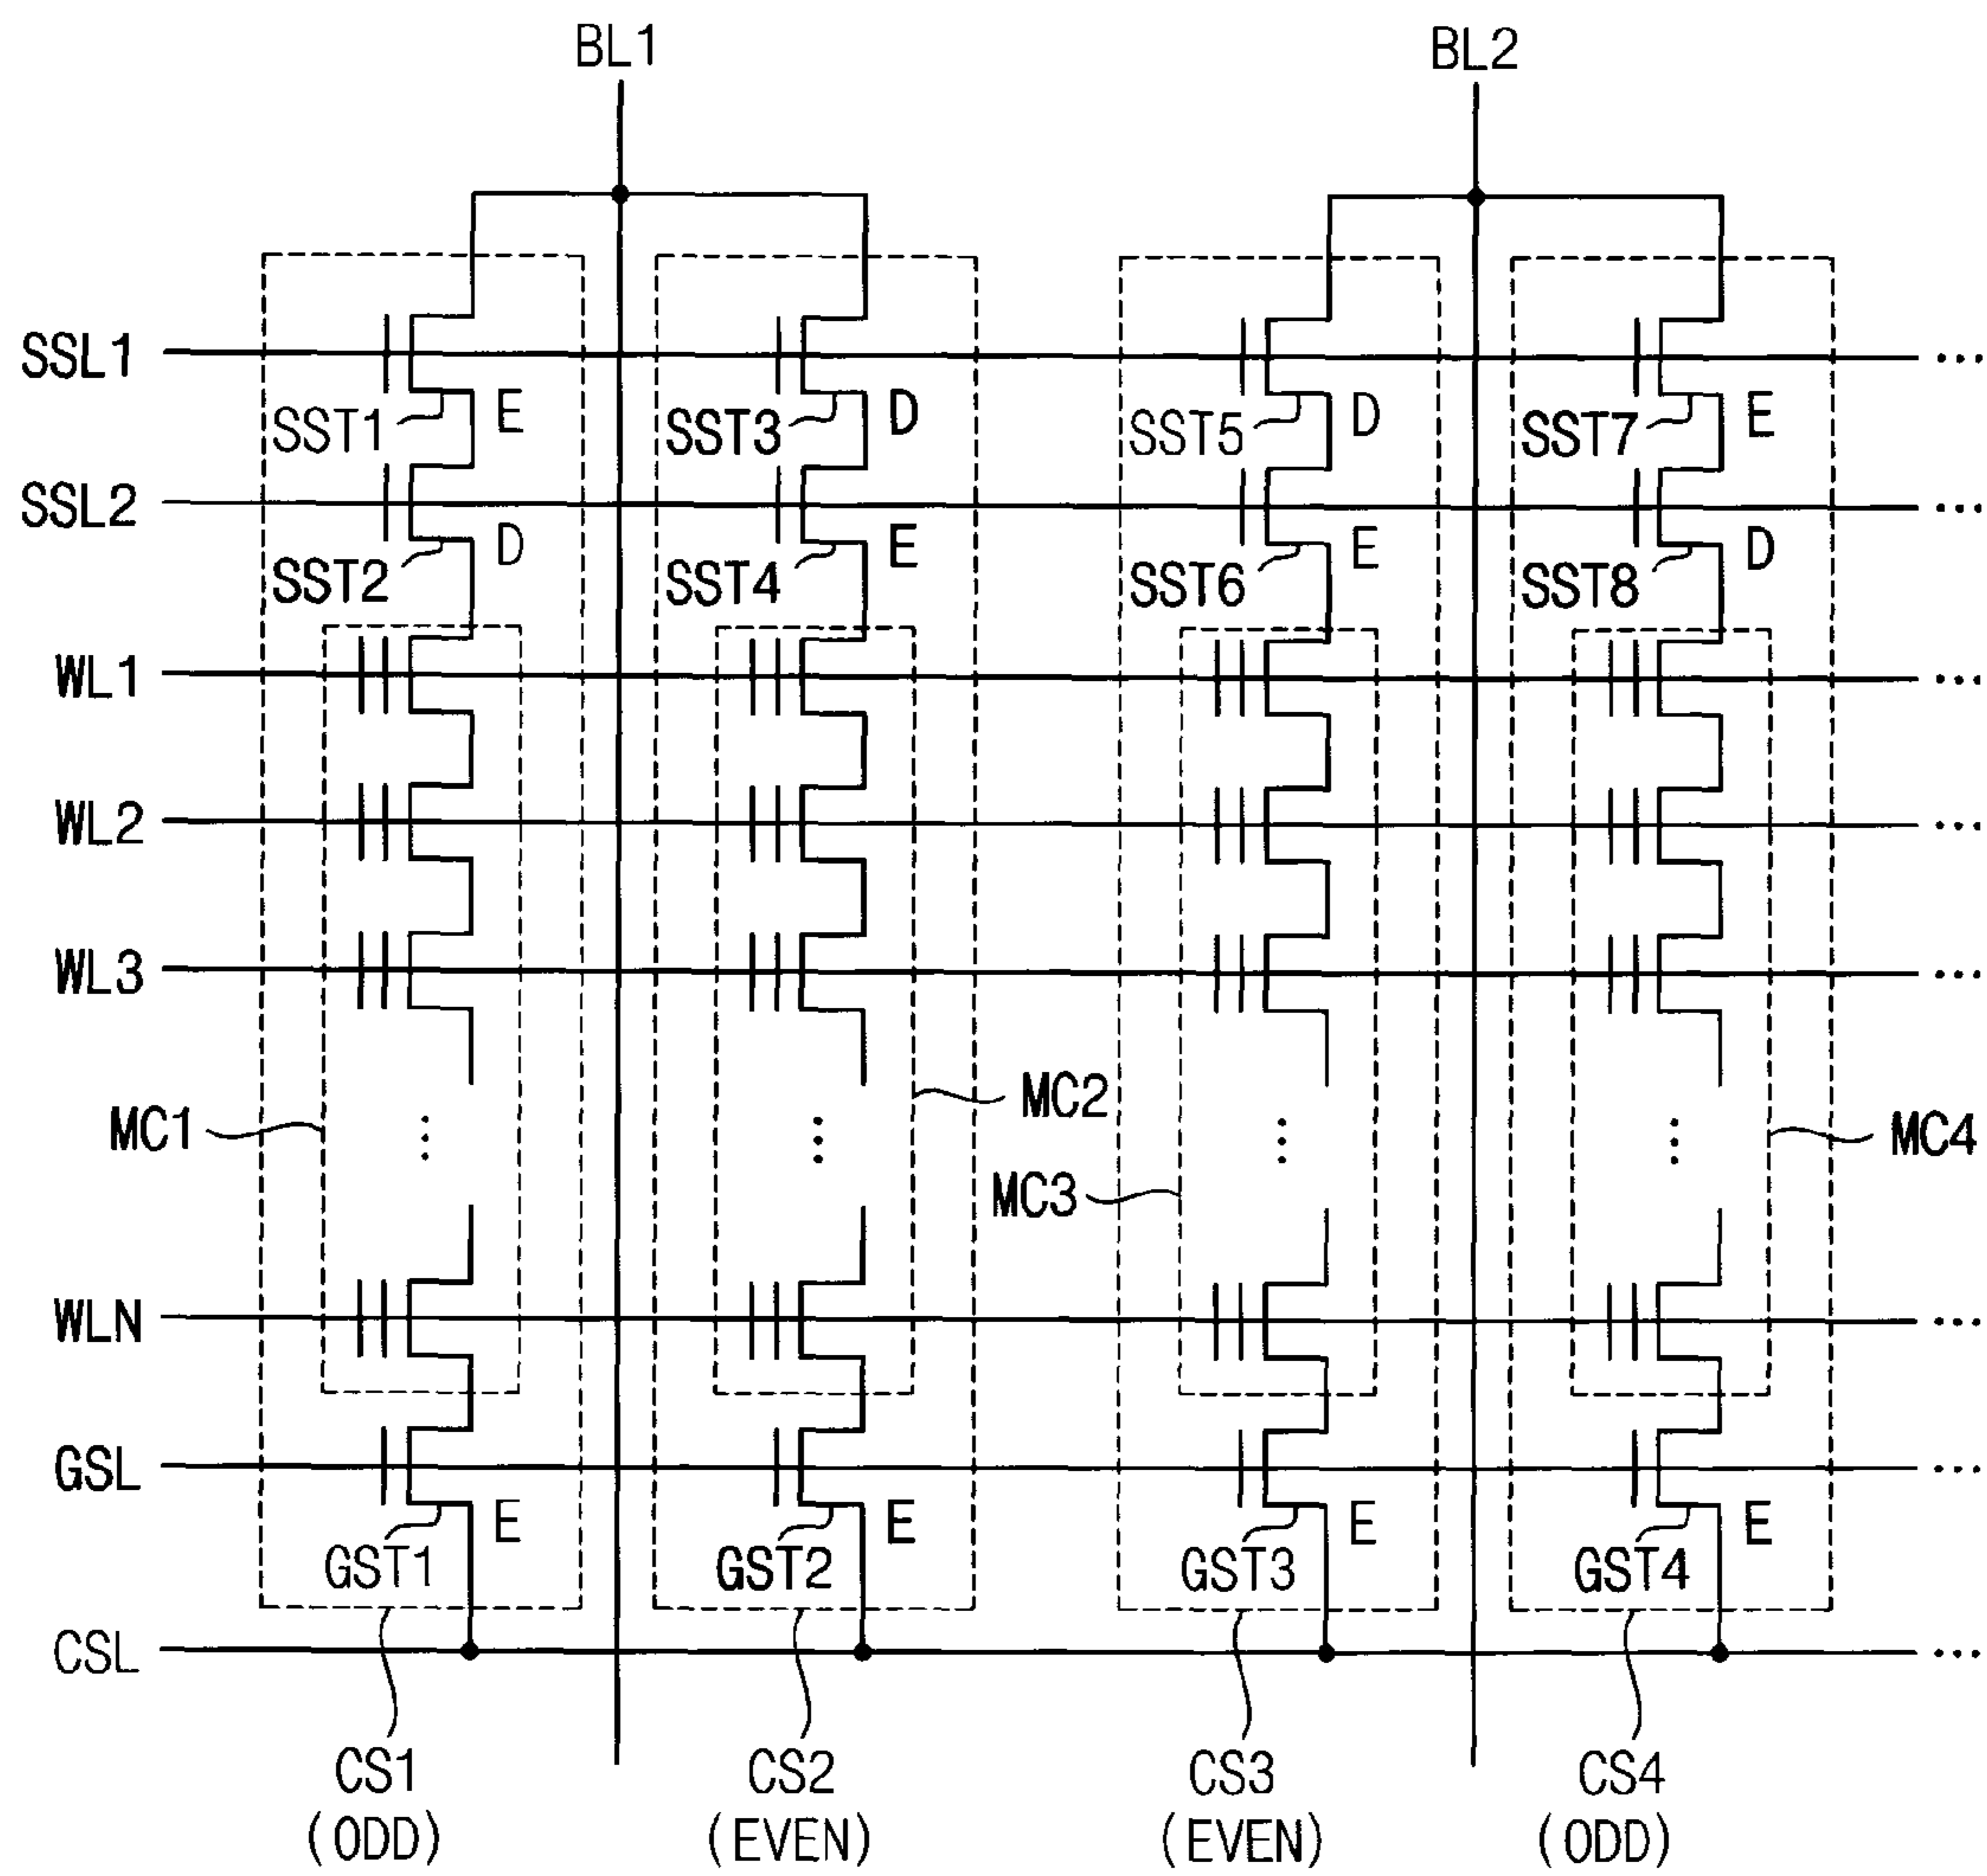 BL1 BL2
SSL1 ...
SST1 E SST3 D SST5 D SST7 E
SSL2 ...
SST2 D SST4 E SST6 E SST8 D
WL1 ...
WL2 ...
WL3 ...
MC1 MC2 MC3 MC4
WLN ...
GSL ...
GST1 E GST2 E GST3 E GST4 E
CSL ...
CS1 CS2 CS3 CS4
(ODD) (EVEN) (EVEN) (ODD)